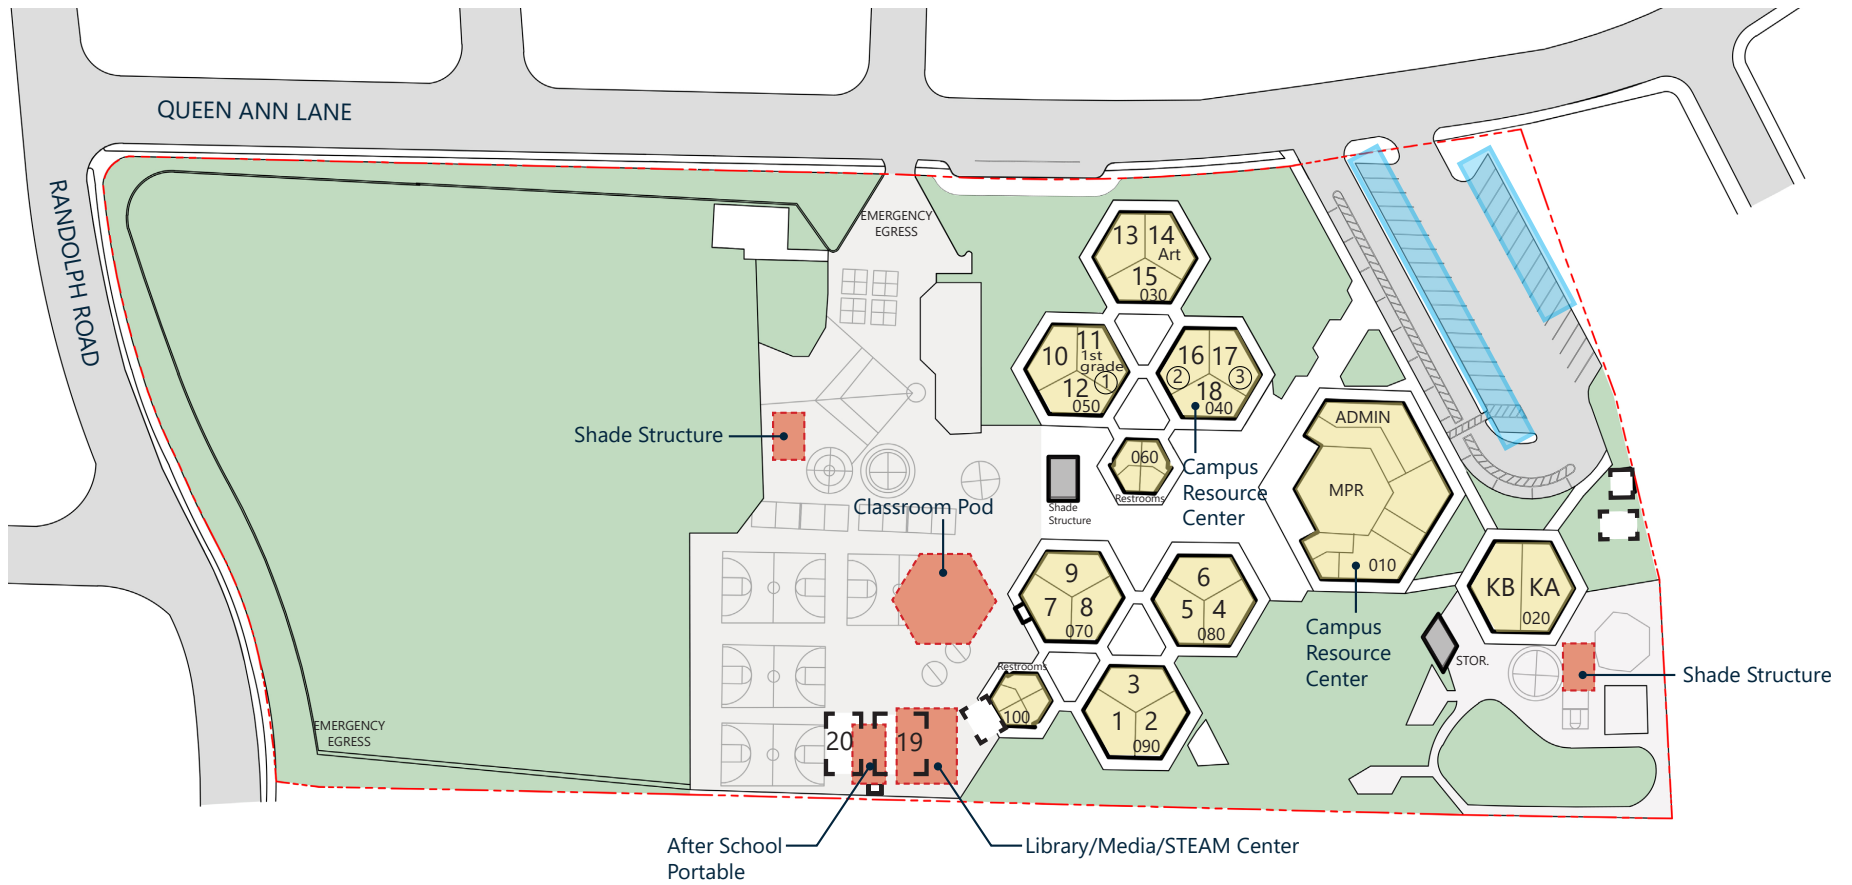 QUEEN ANN LANE
RANDOLPH ROAD
EMERGENCY
EGRESS
13
14
Art
15
030
10
11
1st
grade
1
12
050
16
17
2
3
18
040
ADMIN
MPR
010
Shade Structure
060
Restrooms
Campus
Resource
Center
Shade
Structure
Classroom Pod
9
7
8
070
6
5
4
080
KB
KA
020
Campus
Resource
Center
STOR.
Shade Structure
Restrooms
100
3
1
2
090
EMERGENCY
EGRESS
20
19
After School
Portable
Library/Media/STEAM Center